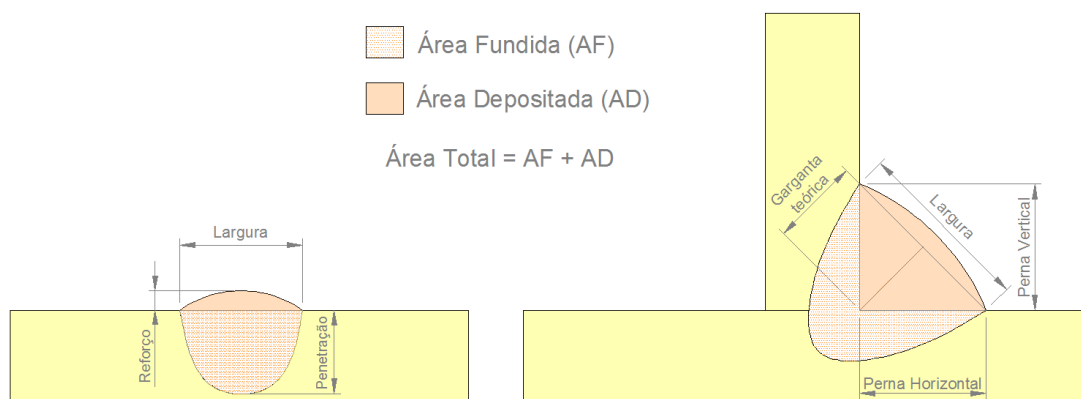 Área Fundida (AF)
Área Depositada (AD)
Área Total = AF + AD
Largura
Reforço
Penetração
Garganta
teórica
Largura
Perna Vertical
Perna Horizontal